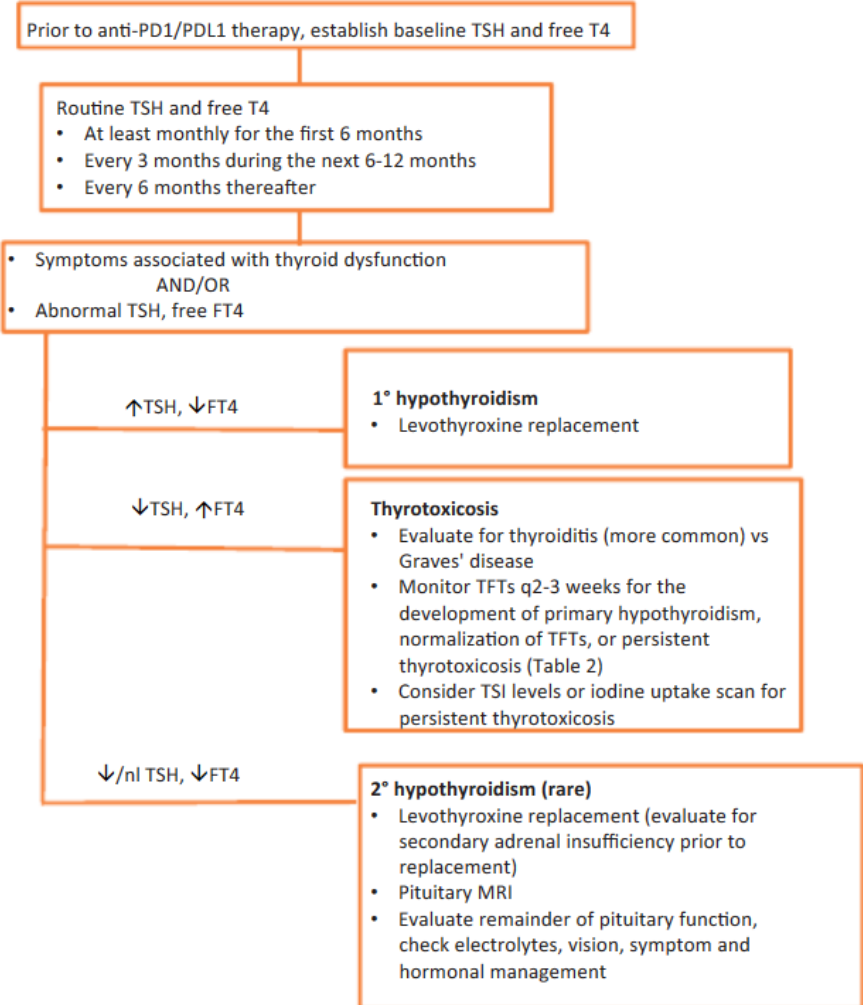 Prior to anti-PD1/PDL1 therapy, establish baseline TSH and free T4
Routine TSH and free T4
• At least monthly for the first 6 months
• Every 3 months during the next 6-12 months
• Every 6 months thereafter
• Symptoms associated with thyroid dysfunction
AND/OR
• Abnormal TSH, free FT4
↑TSH, ↓FT4
1° hypothyroidism
• Levothyroxine replacement
↓TSH, ↑FT4
Thyrotoxicosis
• Evaluate for thyroiditis (more common) vs
Graves' disease
• Monitor TFTs q2-3 weeks for the
development of primary hypothyroidism,
normalization of TFTs, or persistent
thyrotoxicosis (Table 2)
• Consider TSI levels or iodine uptake scan for
persistent thyrotoxicosis
↓/nl TSH, ↓FT4
2° hypothyroidism (rare)
• Levothyroxine replacement (evaluate for
secondary adrenal insufficiency prior to
replacement)
• Pituitary MRI
• Evaluate remainder of pituitary function,
check electrolytes, vision, symptom and
hormonal management